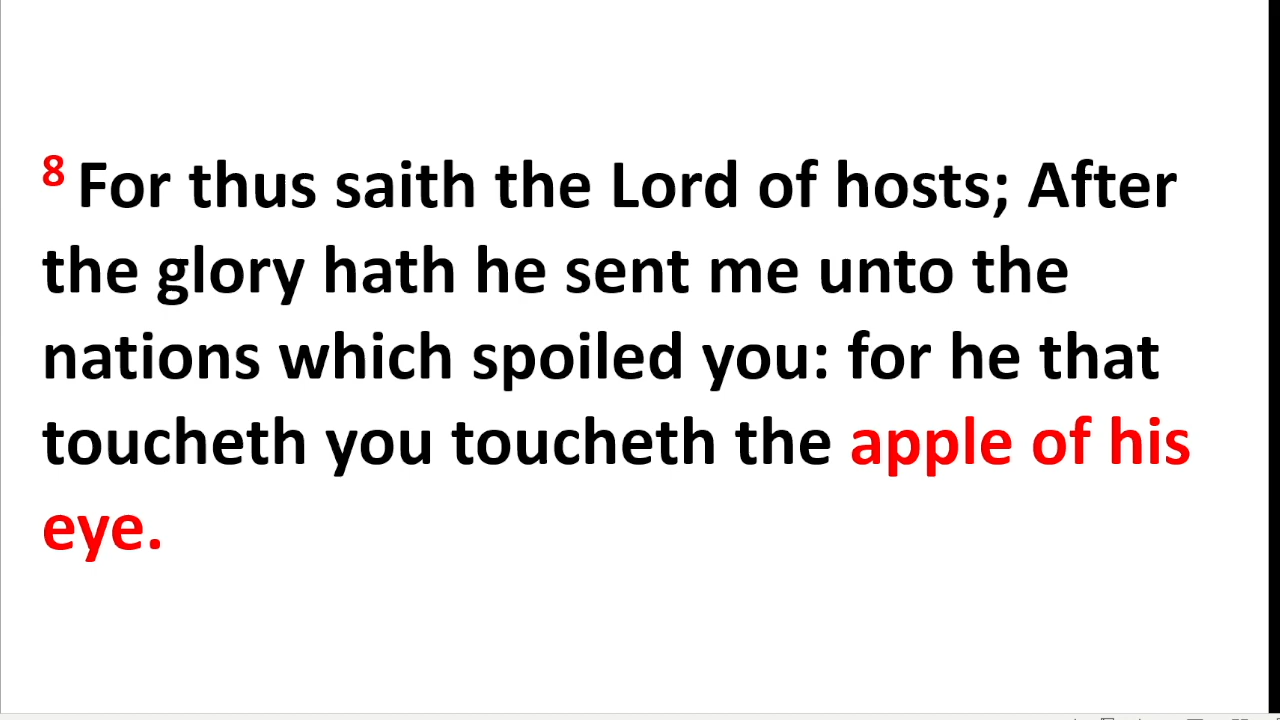 8 For thus saith the Lord of hosts; After
the glory hath he sent me unto the
nations which spoiled you: for he that
toucheth you toucheth the apple of his
eye.